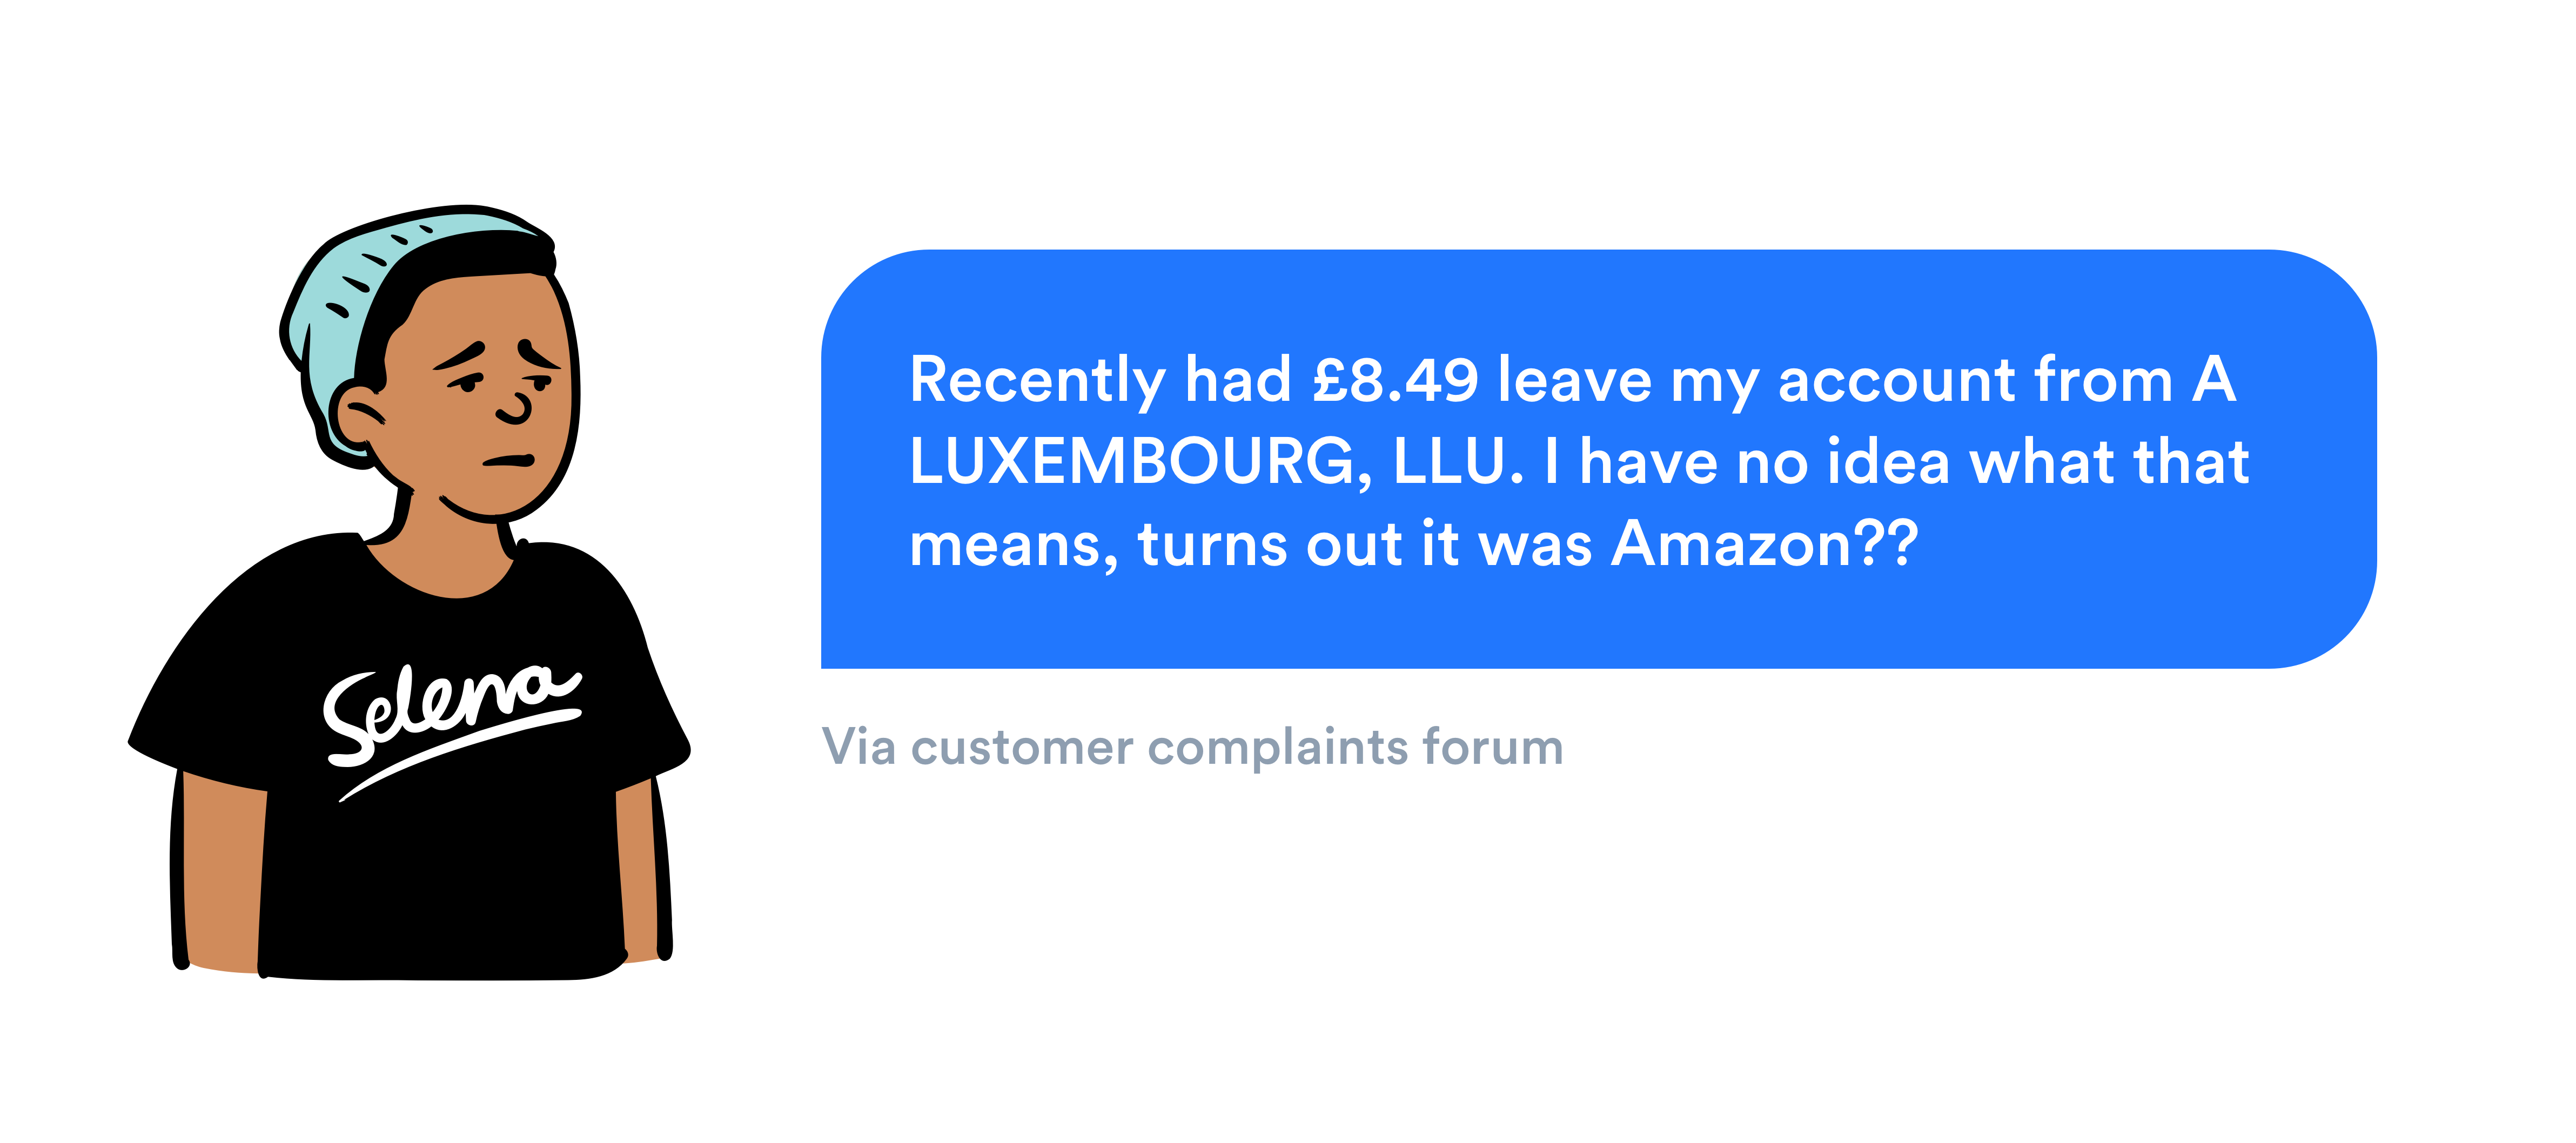 Recently had £8.49 leave my account from A
LUXEMBOURG, LLU. I have no idea what that
means, turns out it was Amazon??
Selena
Via customer complaints forum